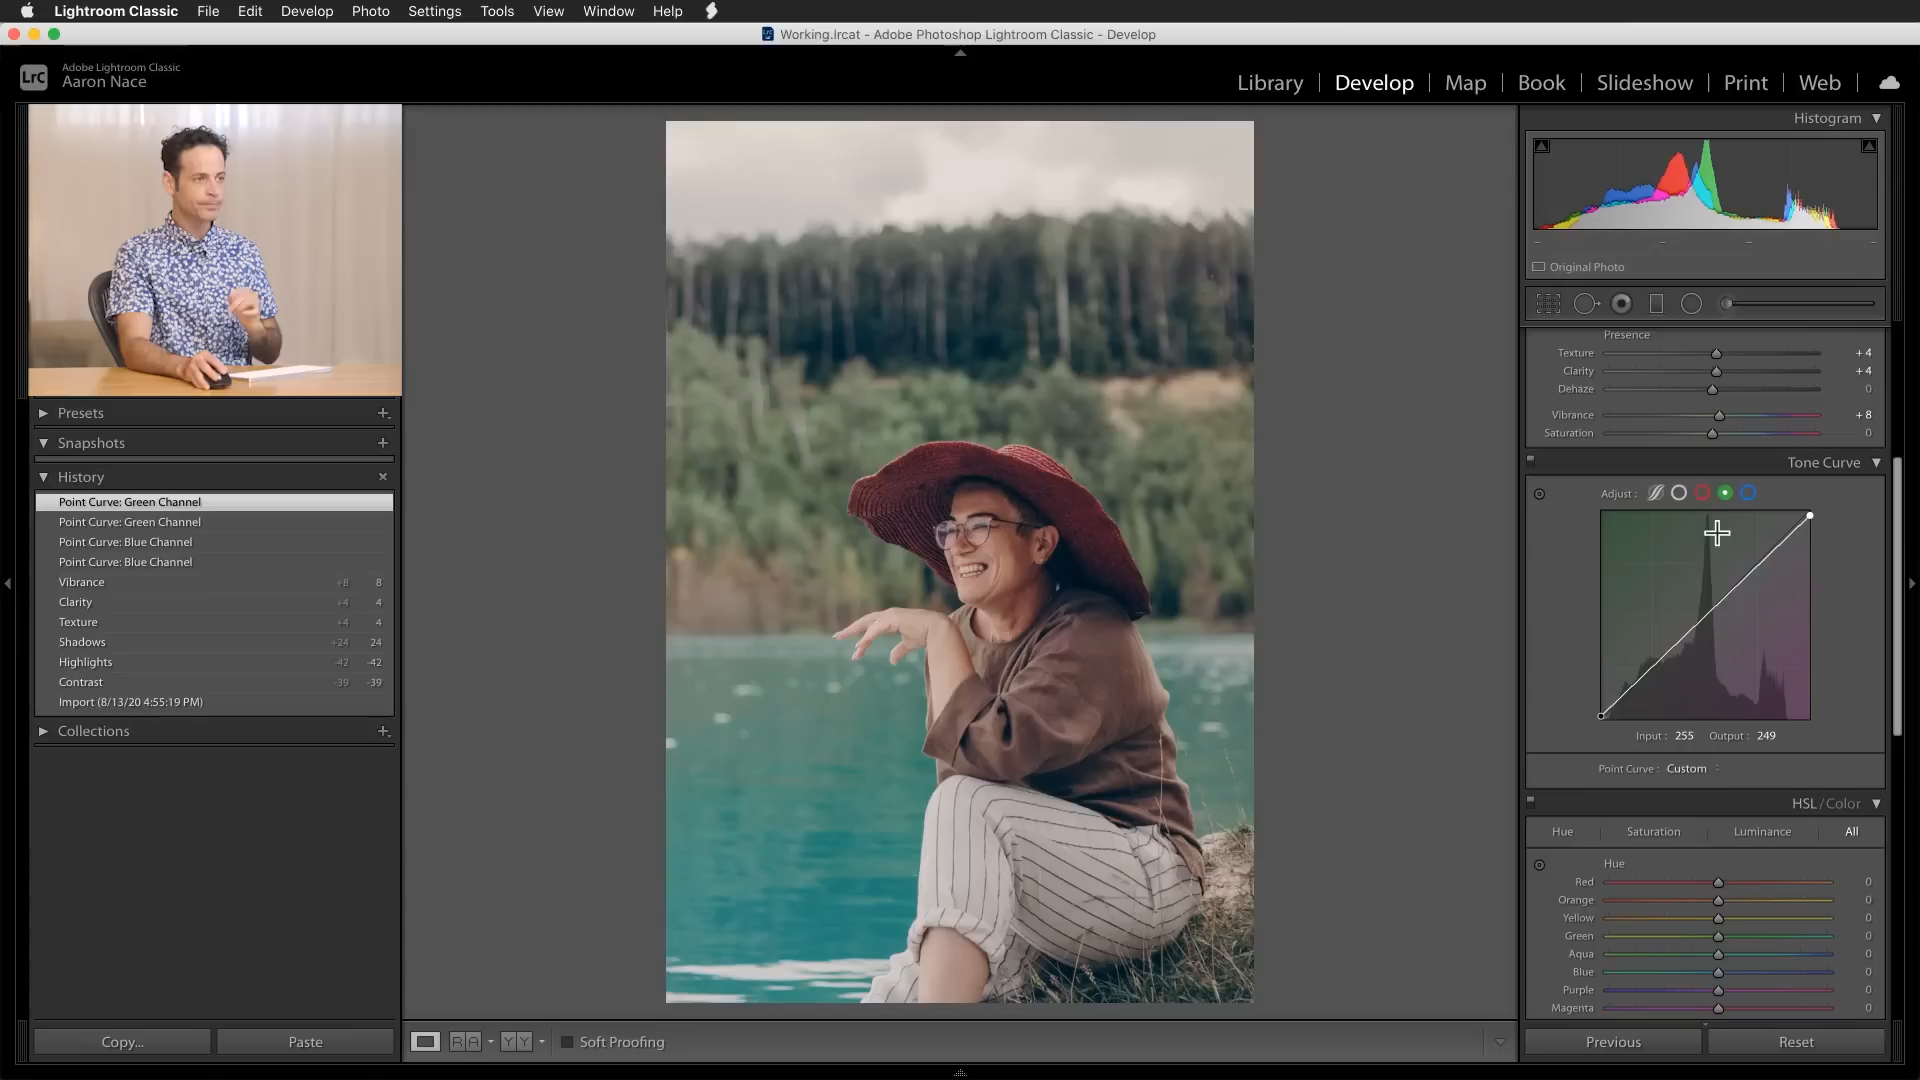 Lightroom Classic File Edit Develop Photo Settings Tools View Window Help
Working.lrcat - Adobe Photoshop Lightroom Classic - Develop
LrC
Adobe Lightroom Classic
Aaron Nace
Library Develop Map Book Slideshow Print Web
Presets
Snapshots
History
Point Curve: Green Channel
Point Curve: Green Channel
Point Curve: Blue Channel
Point Curve: Blue Channel
Vibrance +8 8
Clarity +4 4
Texture +4 4
Shadows +24 24
Highlights -42 -42
Contrast -39 -39
Import (8/13/20 4:55:19 PM)
Collections
Copy... Paste
R A Y Y Soft Proofing
Histogram
Original Photo
Presence
Texture +4
Clarity +4
Dehaze 0
Vibrance +8
Saturation 0
Tone Curve
Adjust :
Input : 255 Output : 249
Point Curve : Custom
HSL / Color
Hue Saturation Luminance All
Hue
Red 0
Orange 0
Yellow 0
Green 0
Aqua 0
Blue 0
Purple 0
Magenta 0
Previous Reset